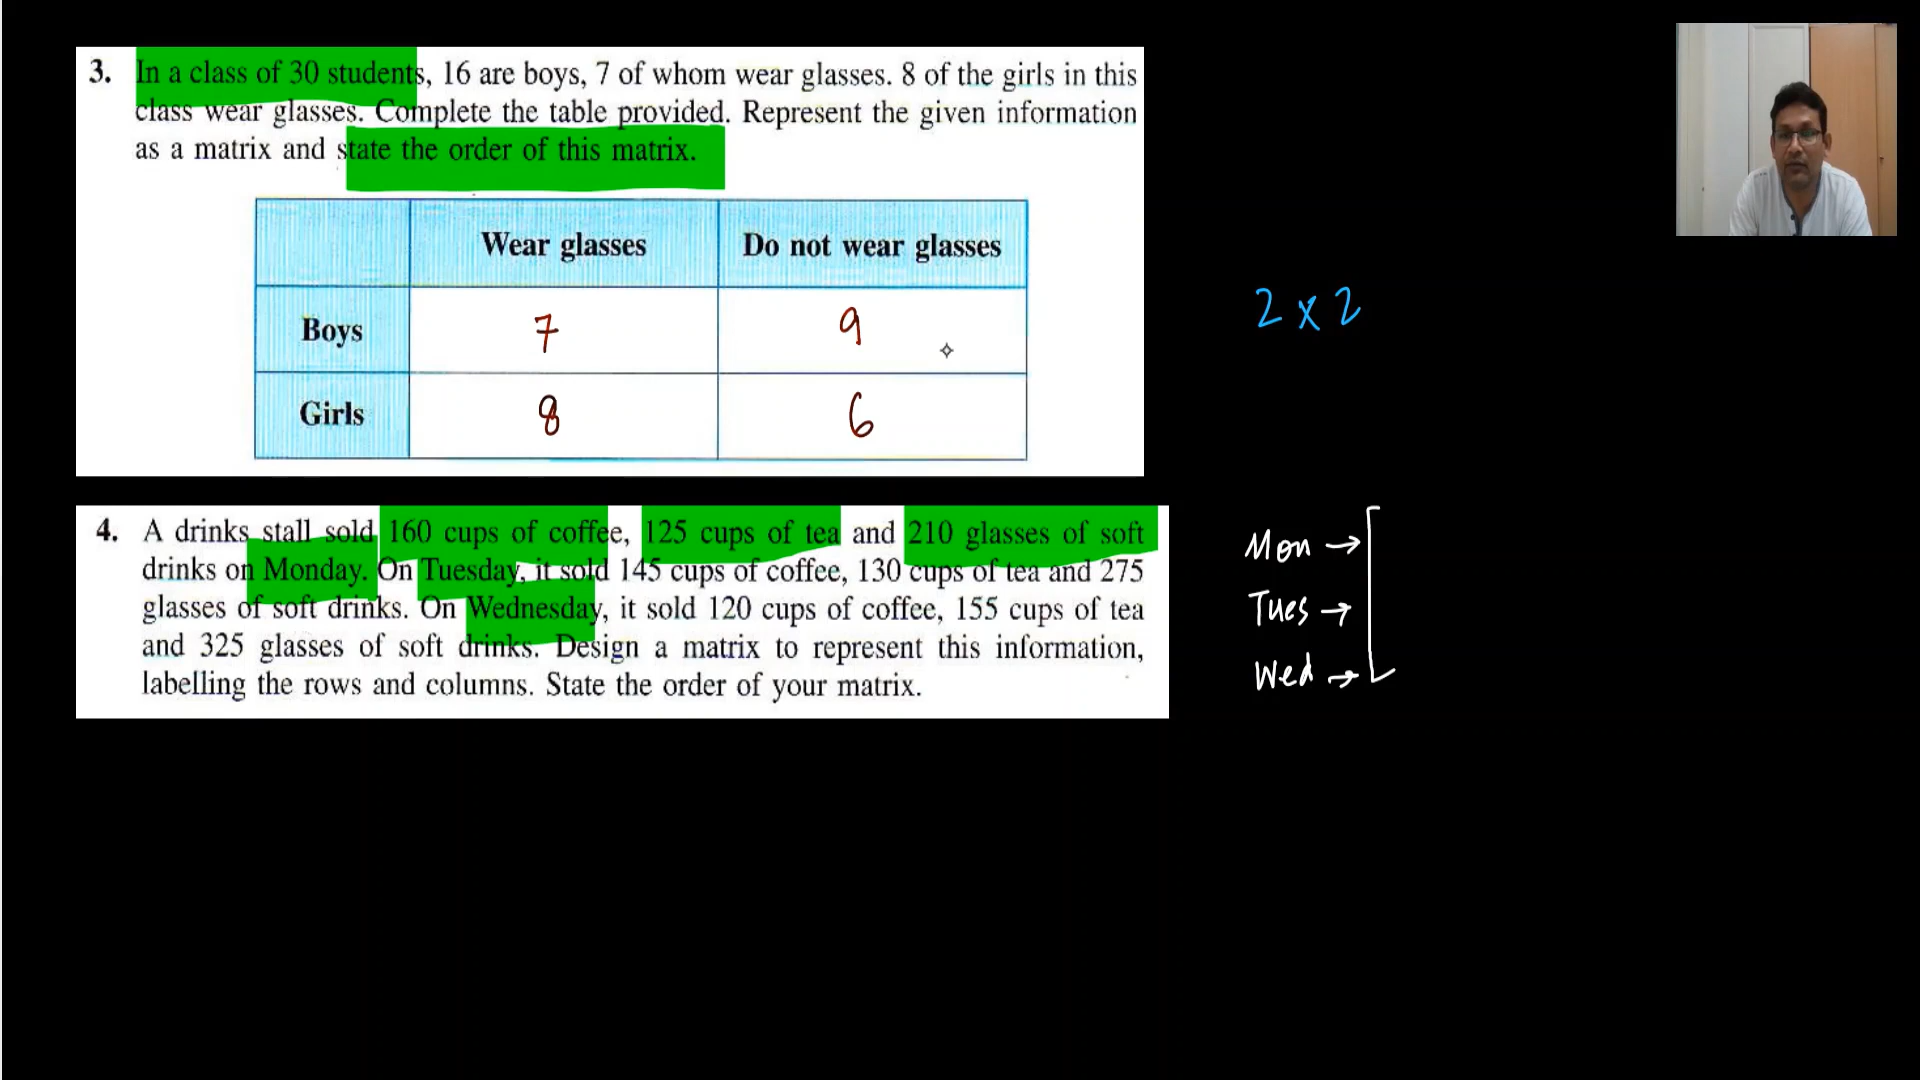 3. In a class of 30 students, 16 are boys, 7 of whom wear glasses. 8 of the girls in this
class wear glasses. Complete the table provided. Represent the given information
as a matrix and state the order of this matrix.
Wear glasses Do not wear glasses
Boys 7 9
Girls 8 6
2 x 2
4. A drinks stall sold 160 cups of coffee, 125 cups of tea and 210 glasses of soft
drinks on Monday. On Tuesday, it sold 145 cups of coffee, 130 cups of tea and 275
glasses of soft drinks. On Wednesday, it sold 120 cups of coffee, 155 cups of tea
and 325 glasses of soft drinks. Design a matrix to represent this information,
labelling the rows and columns. State the order of your matrix.
Mon →
Tues →
Wed →